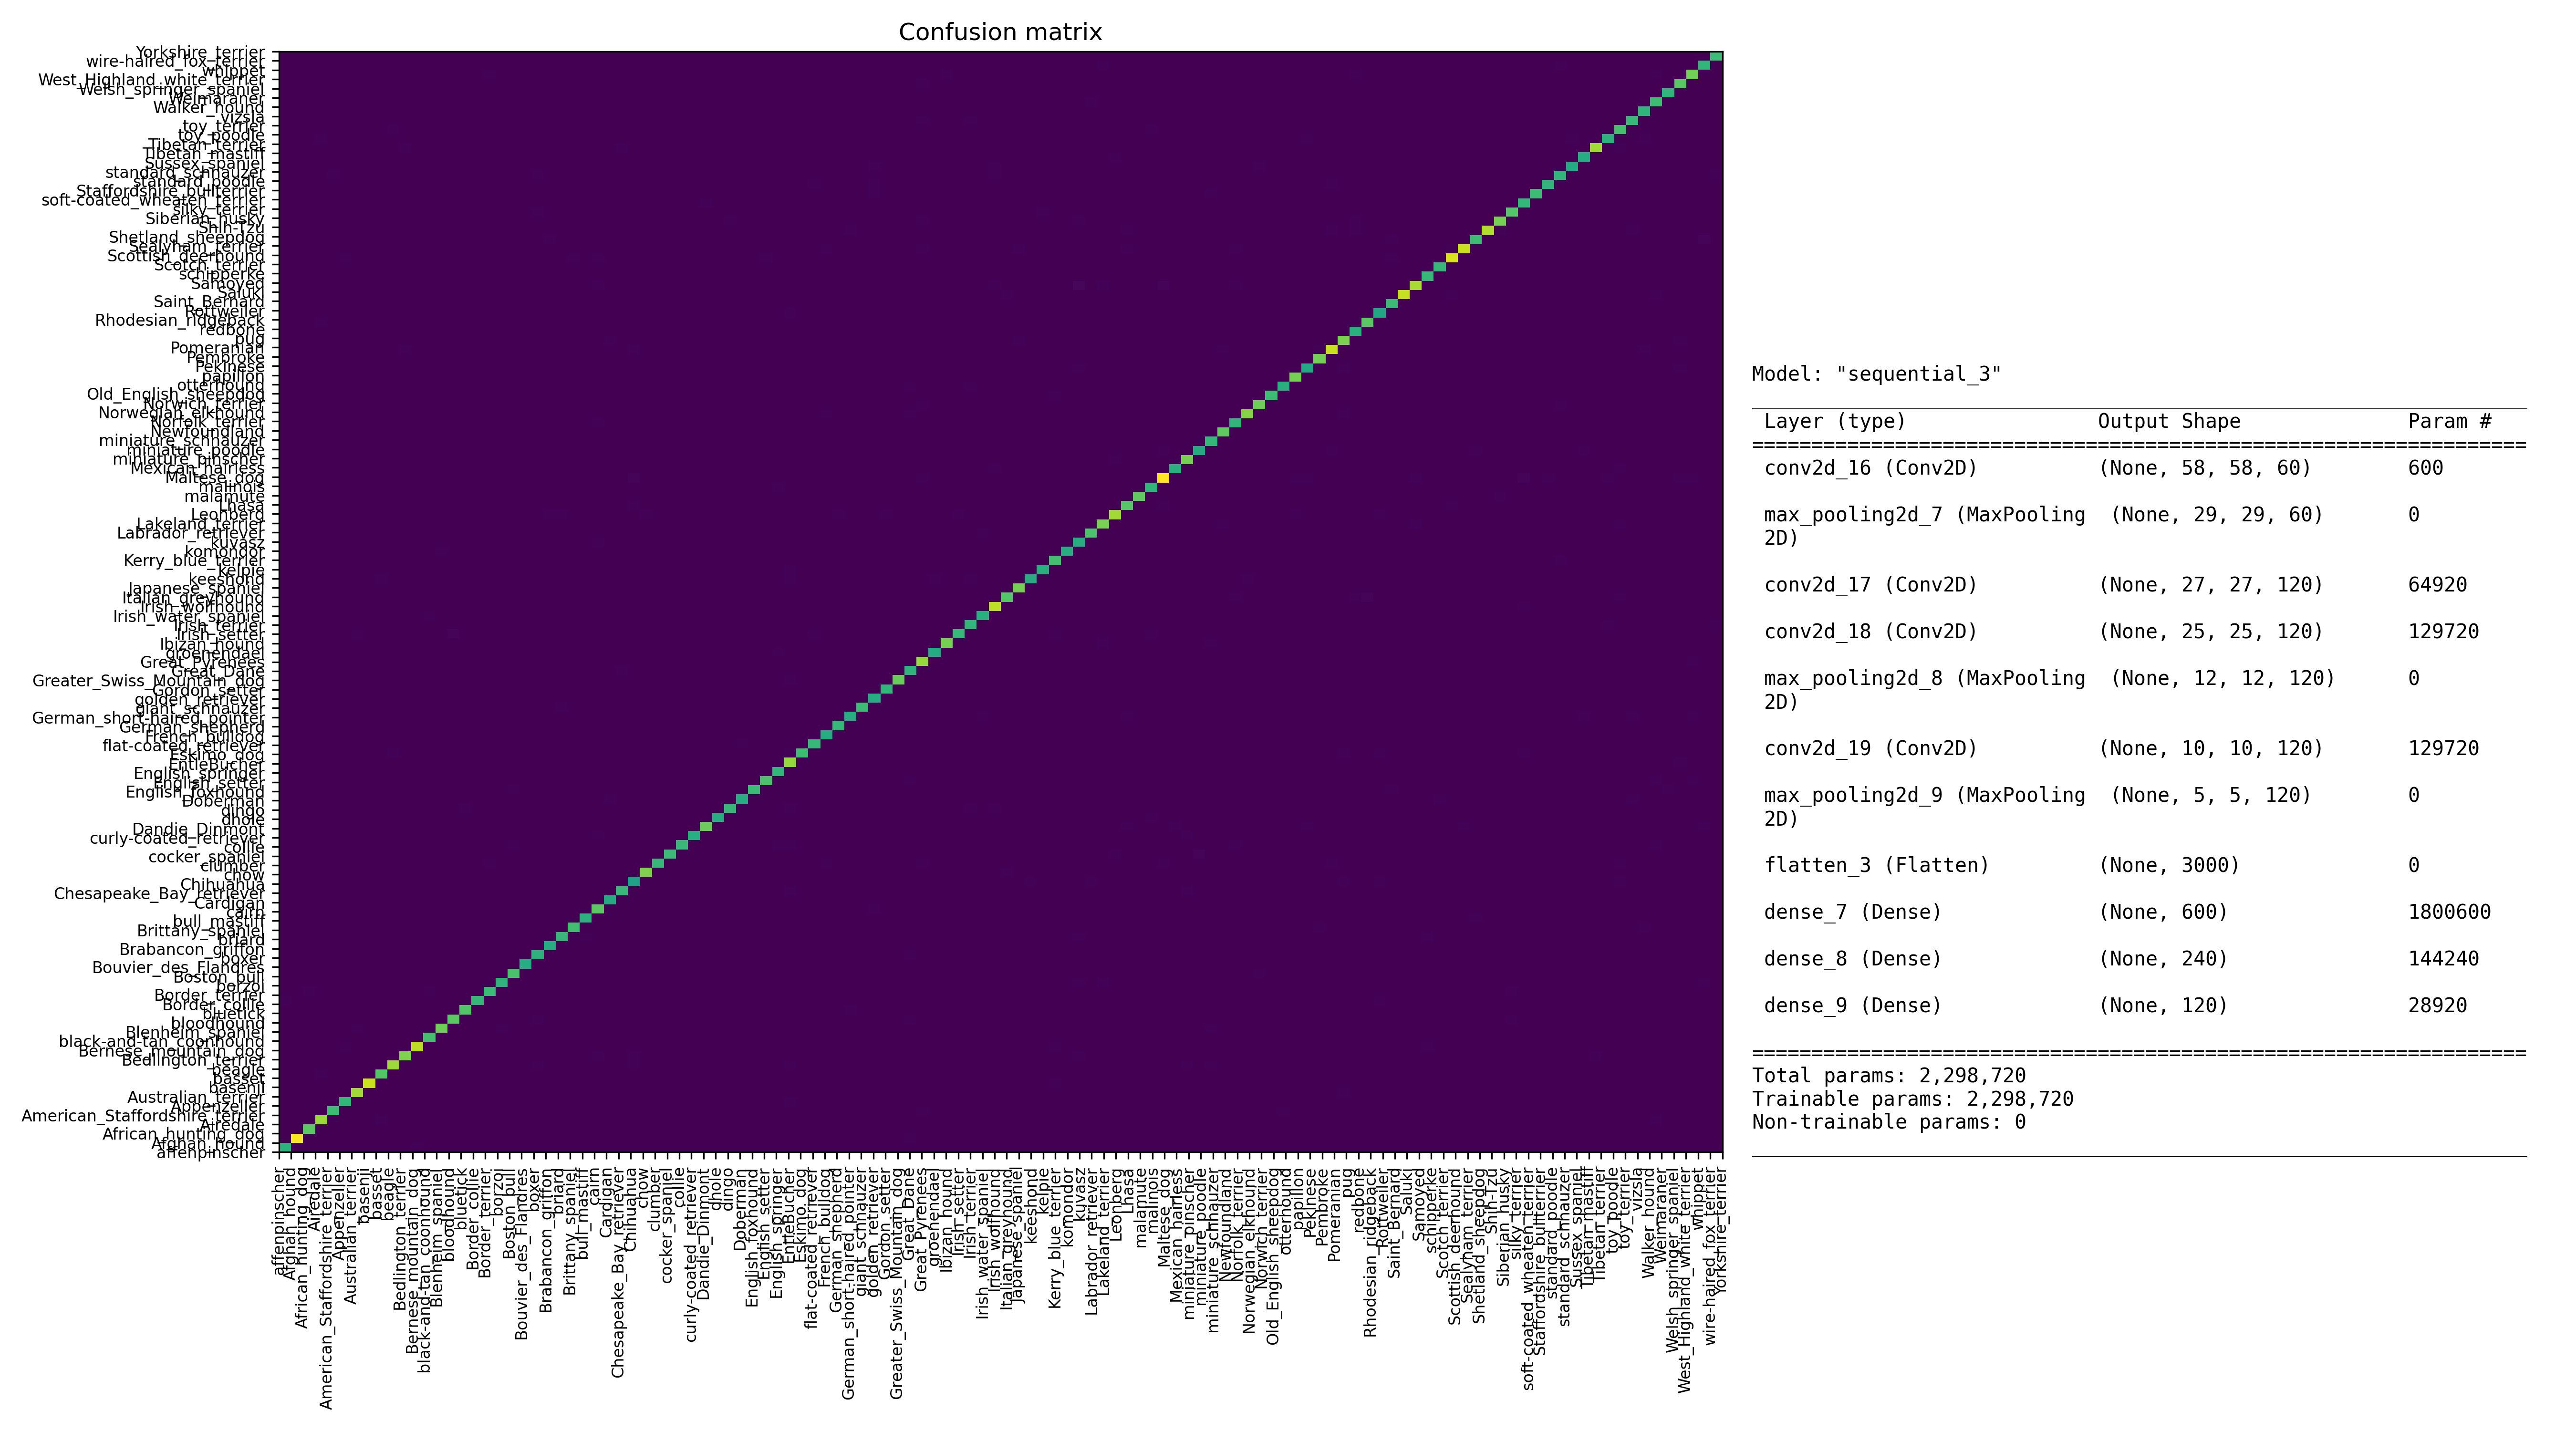 Confusion matrix
Yorkshire_terrier
wire-haired_fox_terrier
whippet
West_Highland_white_terrier
Welsh_springer_spaniel
Weimaraner
Walker_hound
vizsla
toy_terrier
toy_poodle
Tibetan_terrier
Tibetan_mastiff
Sussex_spaniel
standard_schnauzer
standard_poodle
Staffordshire_bullterrier
soft-coated_wheaten_terrier
silky_terrier
Siberian_husky
Shih-Tzu
Shetland_sheepdog
Sealyham_terrier
Scottish_deerhound
Scotch_terrier
schipperke
Samoyed
Saluki
Saint_Bernard
Rottweiler
Rhodesian_ridgeback
redbone
pug
Pomeranian
Pembroke
Pekinese
papillon
otterhound
Old_English_sheepdog
Norwich_terrier
Norwegian_elkhound
Norfolk_terrier
Newfoundland
miniature_schnauzer
miniature_poodle
miniature_pinscher
Mexican_hairless
Maltese_dog
malinois
malamute
Lhasa
Leonberg
Lakeland_terrier
Labrador_retriever
kuvasz
komondor
Kerry_blue_terrier
kelpie
keeshond
Japanese_spaniel
Italian_greyhound
Irish_wolfhound
Irish_water_spaniel
Irish_terrier
Irish_setter
Ibizan_hound
groenendael
Great_Pyrenees
Great_Dane
Greater_Swiss_Mountain_dog
Gordon_setter
golden_retriever
giant_schnauzer
German_short-haired_pointer
German_shepherd
French_bulldog
flat-coated_retriever
Eskimo_dog
EntleBucher
English_springer
English_setter
English_foxhound
Doberman
dingo
dhole
Dandie_Dinmont
curly-coated_retriever
collie
cocker_spaniel
clumber
chow
Chihuahua
Chesapeake_Bay_retriever
Cardigan
cairn
bull_mastiff
Brittany_spaniel
briard
Brabancon_griffon
boxer
Bouvier_des_Flandres
Boston_bull
borzoi
Border_terrier
Border_collie
bluetick
bloodhound
Blenheim_spaniel
black-and-tan_coonhound
Bernese_mountain_dog
Bedlington_terrier
beagle
basset
basenji
Australian_terrier
Appenzeller
American_Staffordshire_terrier
Airedale
African_hunting_dog
Afghan_hound
affenpinscher
affenpinscher
Afghan_hound
African_hunting_dog
Airedale
American_Staffordshire_terrier
Appenzeller
Australian_terrier
basenji
basset
beagle
Bedlington_terrier
Bernese_mountain_dog
black-and-tan_coonhound
Blenheim_spaniel
bloodhound
bluetick
Border_collie
Border_terrier
borzoi
Boston_bull
Bouvier_des_Flandres
boxer
Brabancon_griffon
briard
Brittany_spaniel
bull_mastiff
cairn
Cardigan
Chesapeake_Bay_retriever
Chihuahua
chow
clumber
cocker_spaniel
collie
curly-coated_retriever
Dandie_Dinmont
dhole
dingo
Doberman
English_foxhound
English_setter
English_springer
EntleBucher
Eskimo_dog
flat-coated_retriever
French_bulldog
German_shepherd
German_short-haired_pointer
giant_schnauzer
golden_retriever
Gordon_setter
Greater_Swiss_Mountain_dog
Great_Dane
Great_Pyrenees
groenendael
Ibizan_hound
Irish_setter
Irish_terrier
Irish_water_spaniel
Irish_wolfhound
Italian_greyhound
Japanese_spaniel
keeshond
kelpie
Kerry_blue_terrier
komondor
kuvasz
Labrador_retriever
Lakeland_terrier
Leonberg
Lhasa
malamute
malinois
Maltese_dog
Mexican_hairless
miniature_pinscher
miniature_poodle
miniature_schnauzer
Newfoundland
Norfolk_terrier
Norwegian_elkhound
Norwich_terrier
Old_English_sheepdog
otterhound
papillon
Pekinese
Pembroke
Pomeranian
pug
redbone
Rhodesian_ridgeback
Rottweiler
Saint_Bernard
Saluki
Samoyed
schipperke
Scotch_terrier
Scottish_deerhound
Sealyham_terrier
Shetland_sheepdog
Shih-Tzu
Siberian_husky
silky_terrier
soft-coated_wheaten_terrier
Staffordshire_bullterrier
standard_poodle
standard_schnauzer
Sussex_spaniel
Tibetan_mastiff
Tibetan_terrier
toy_poodle
toy_terrier
vizsla
Walker_hound
Weimaraner
Welsh_springer_spaniel
West_Highland_white_terrier
whippet
wire-haired_fox_terrier
Yorkshire_terrier
Model: "sequential_3"
Layer (type) Output Shape Param #
=================================================================
conv2d_16 (Conv2D) (None, 58, 58, 60) 600
max_pooling2d_7 (MaxPooling (None, 29, 29, 60) 0
2D)
conv2d_17 (Conv2D) (None, 27, 27, 120) 64920
conv2d_18 (Conv2D) (None, 25, 25, 120) 129720
max_pooling2d_8 (MaxPooling (None, 12, 12, 120) 0
2D)
conv2d_19 (Conv2D) (None, 10, 10, 120) 129720
max_pooling2d_9 (MaxPooling (None, 5, 5, 120) 0
2D)
flatten_3 (Flatten) (None, 3000) 0
dense_7 (Dense) (None, 600) 1800600
dense_8 (Dense) (None, 240) 144240
dense_9 (Dense) (None, 120) 28920
=================================================================
Total params: 2,298,720
Trainable params: 2,298,720
Non-trainable params: 0